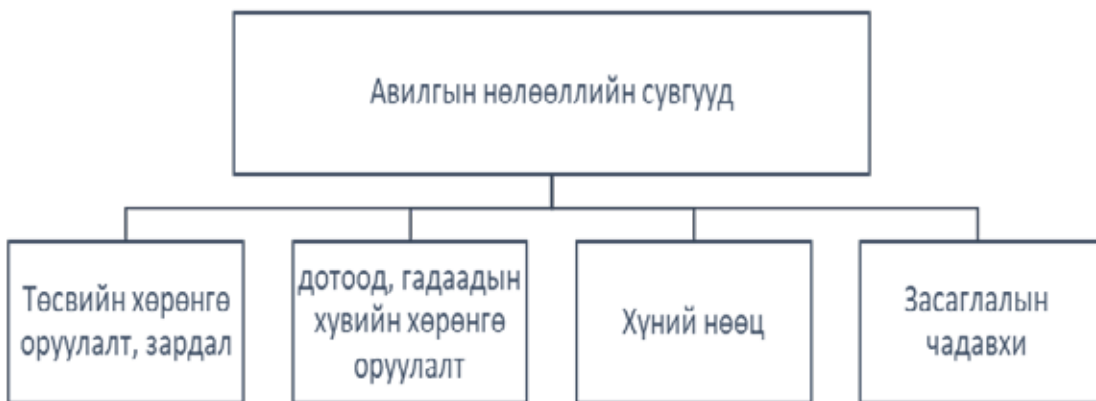 Авилгын нөлөөллийн сувгууд
Төсвийн хөрөнгө
оруулалт, зардал
дотоод, гадаадын
хувийн хөрөнгө
оруулалт
Хүний нөөц
Засаглалын
чадавхи